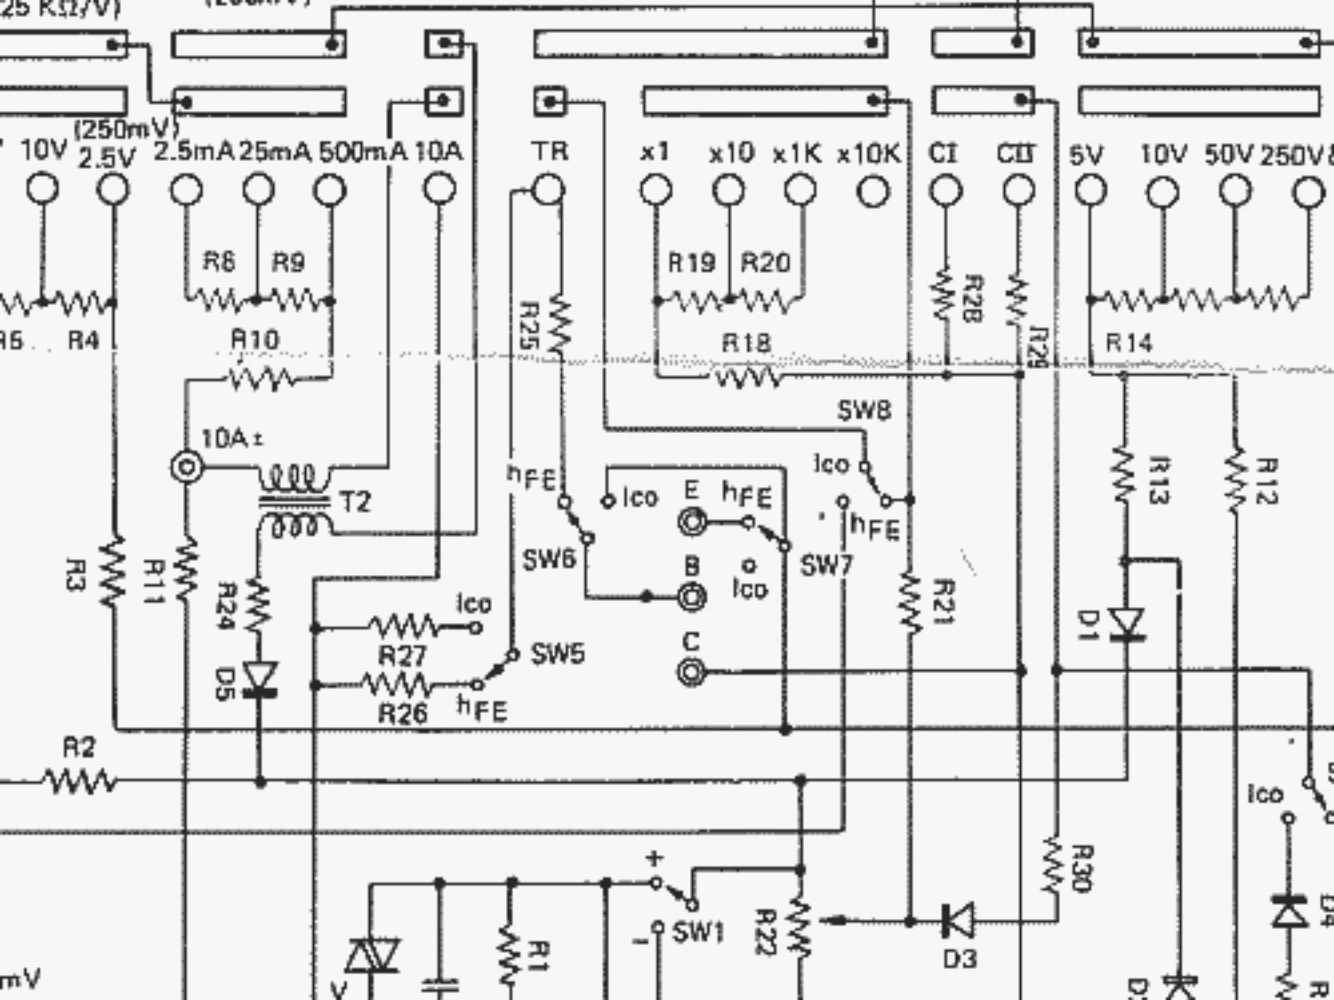 25 KΩ/V)
10V
(250mV)
2.5V
2.5mA 25mA 500mA 10A
TR
x1 x10 x1K x10K
CI CII
5V 10V 50V 250V&
R8 R9
R19 R20
R28
R29
R25
R5 R4
R10
R18
R14
SW8
10A±
hFE
Ico
E
hFE
Ico
hFE
R13
R12
T2
SW6
SW7
B
Ico
R3
R11
R24
Ico
R21
D1
R27
SW5
C
D5
R26
hFE
R2
Ico
+
R30
SW1
R22
D4
−
R1
D3
mV
V
R